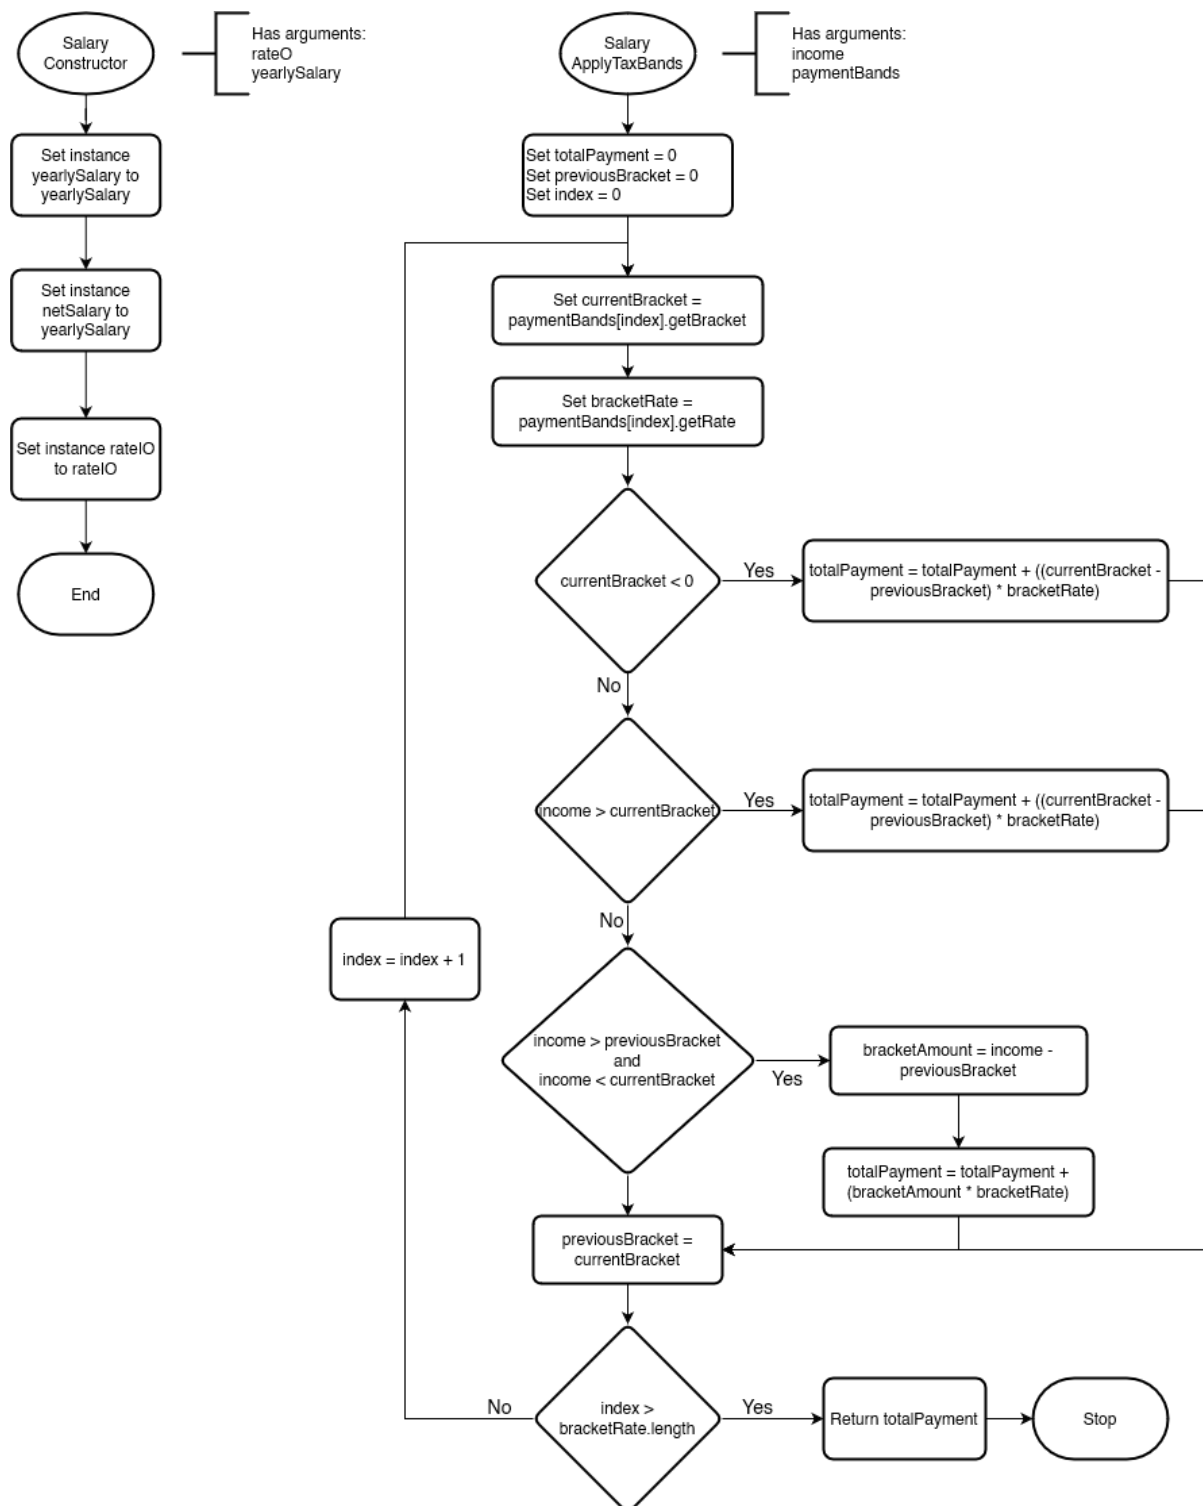 Salary
Constructor
Has arguments:
rateO
yearlySalary
Set instance
yearlySalary to
yearlySalary
Set instance
netSalary to
yearlySalary
Set instance rateIO
to rateIO
End
Salary
ApplyTaxBands
Has arguments:
income
paymentBands
Set totalPayment = 0
Set previousBracket = 0
Set index = 0
Set currentBracket =
paymentBands[index].getBracket
Set bracketRate =
paymentBands[index].getRate
currentBracket < 0
Yes
totalPayment = totalPayment + ((currentBracket -
previousBracket) * bracketRate)
No
income > currentBracket
Yes
totalPayment = totalPayment + ((currentBracket -
previousBracket) * bracketRate)
No
index = index + 1
income > previousBracket
and
income < currentBracket
Yes
bracketAmount = income -
previousBracket
totalPayment = totalPayment +
(bracketAmount * bracketRate)
previousBracket =
currentBracket
No
index >
bracketRate.length
Yes
Return totalPayment
Stop